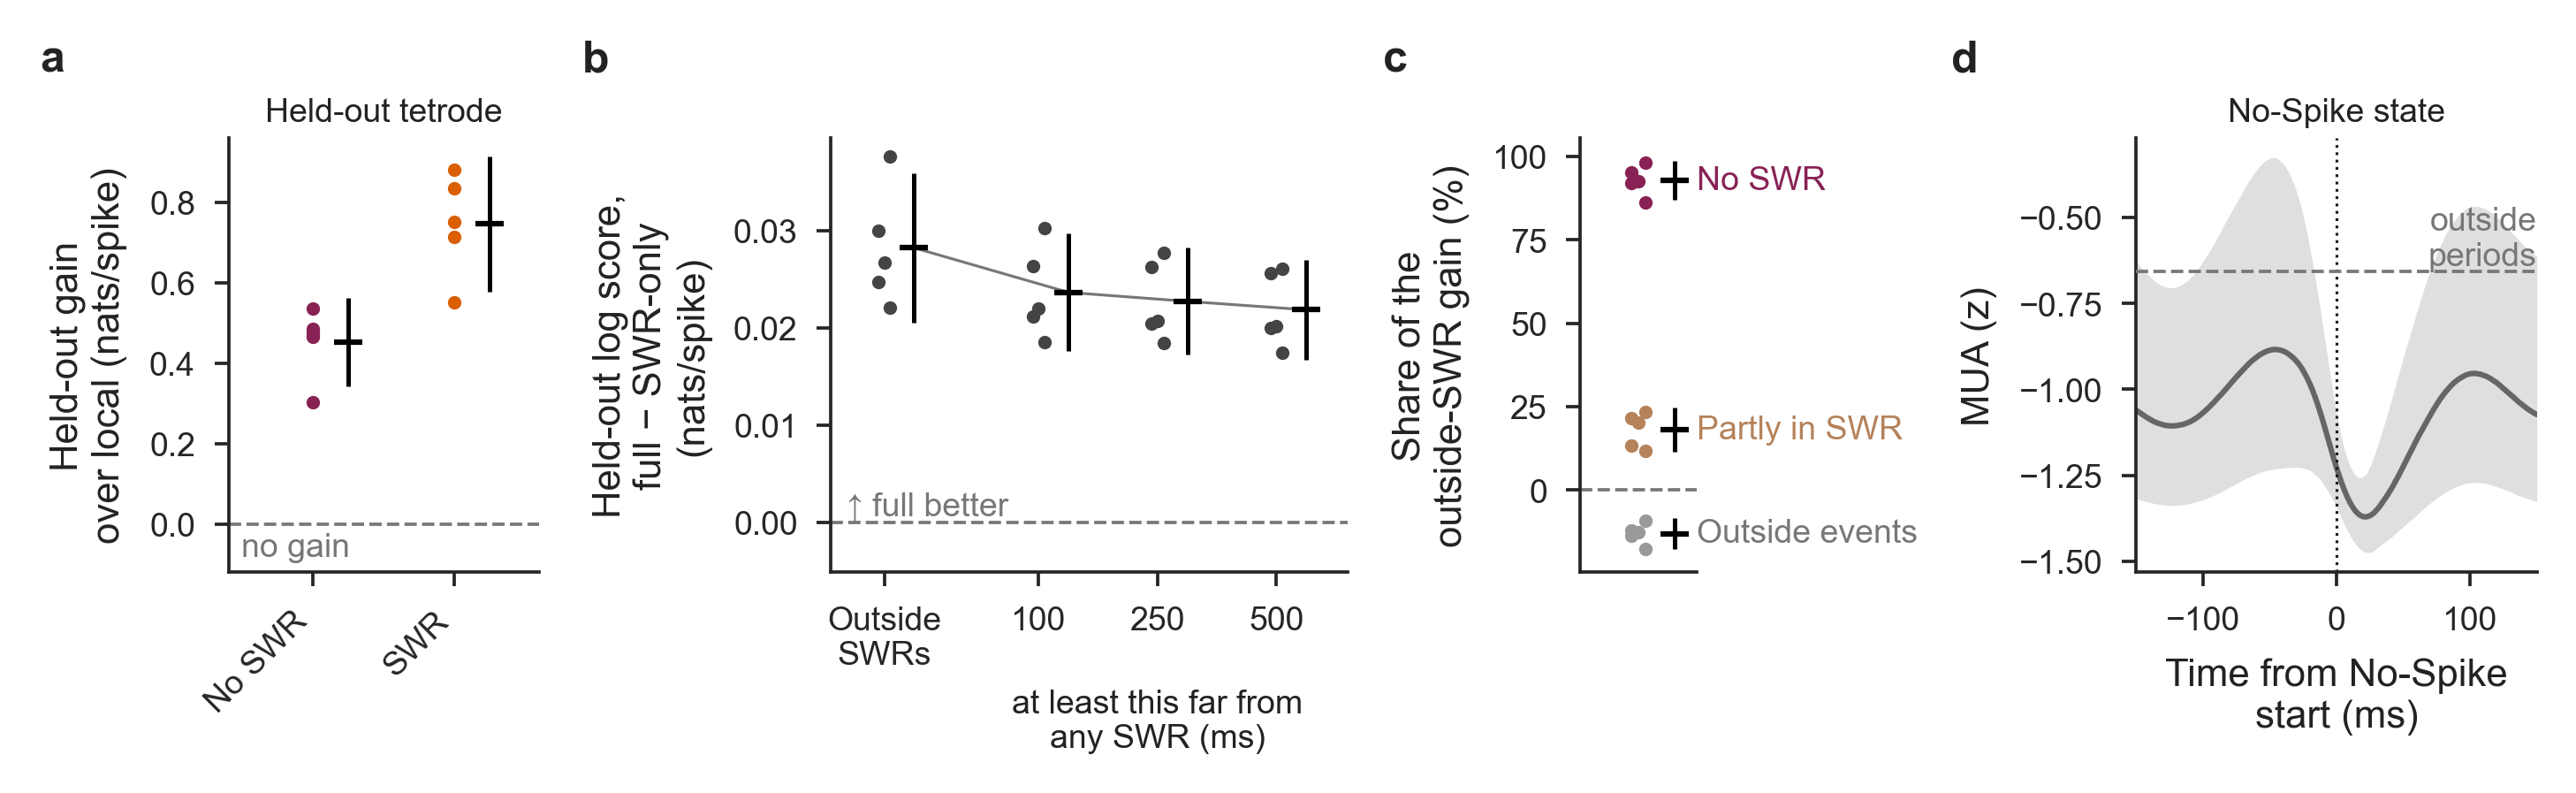 a
Held-out tetrode
Held-out gain
over local (nats/spike)
0.8
0.6
0.4
0.2
0.0
no gain
No SWR
SWR
b
Held-out log score,
full − SWR-only
(nats/spike)
0.03
0.02
0.01
0.00
↑ full better
Outside
SWRs
100
250
500
at least this far from
any SWR (ms)
c
Share of the
outside-SWR gain (%)
100
75
50
25
0
No SWR
Partly in SWR
Outside events
d
No-Spike state
MUA (z)
−0.50
−0.75
−1.00
−1.25
−1.50
outside
periods
−100
0
100
Time from No-Spike
start (ms)